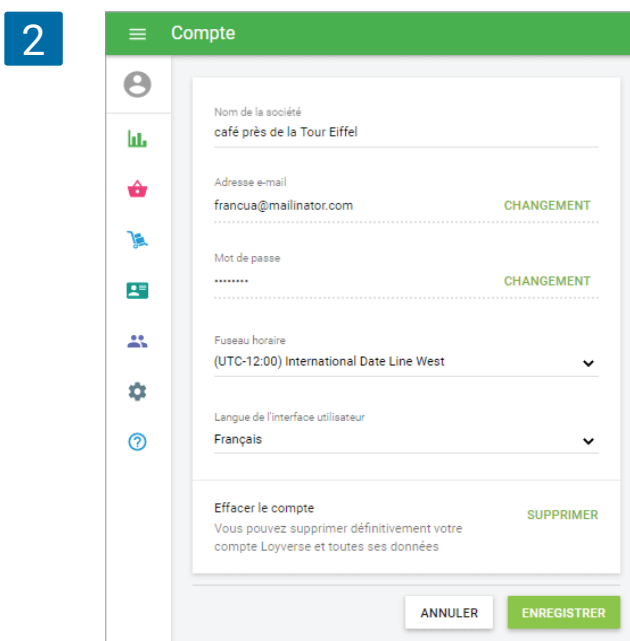 2
Compte
Nom de la société
café près de la Tour Eiffel
Adresse e-mail
francua@mailinator.com
CHANGEMENT
Mot de passe
••••••••
CHANGEMENT
Fuseau horaire
(UTC-12:00) International Date Line West
Langue de l'interface utilisateur
Français
Effacer le compte
SUPPRIMER
Vous pouvez supprimer définitivement votre
compte Loyverse et toutes ses données
ANNULER
ENREGISTRER